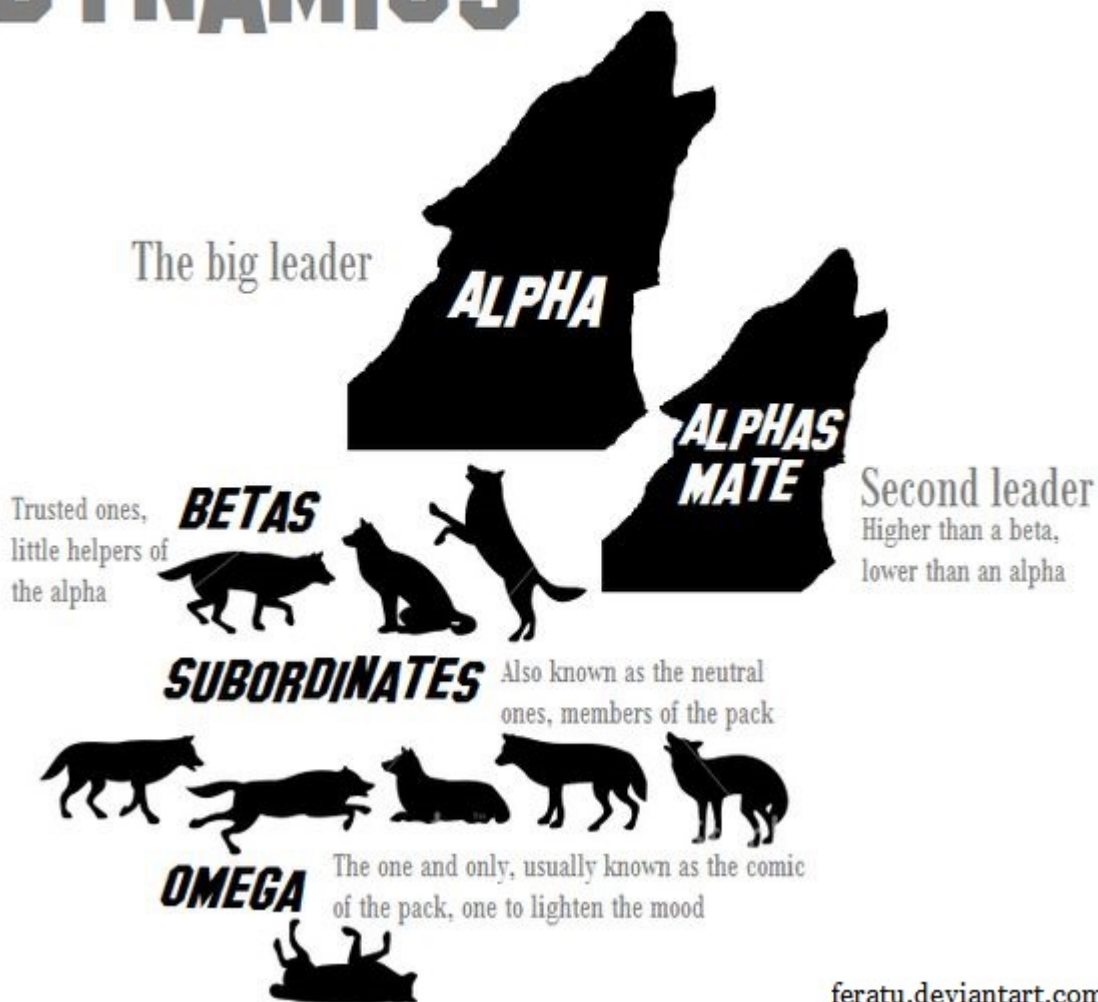 DYNAMICS
The big leader
ALPHA
ALPHAS
MATE
Second leader
Higher than a beta,
lower than an alpha
Trusted ones,
little helpers of
the alpha
BETAS
SUBORDINATES
Also known as the neutral
ones, members of the pack
OMEGA
The one and only, usually known as the comic
of the pack, one to lighten the mood
feratu.deviantart.com